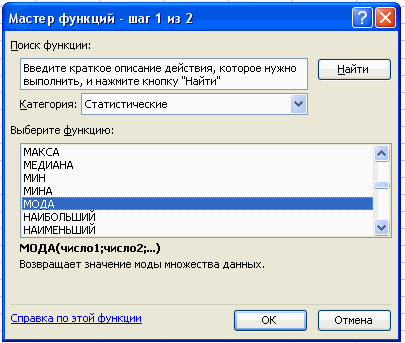 Мастер функций - шаг 1 из 2
Поиск функции:
Введите краткое описание действия, которое нужно
выполнить, и нажмите кнопку "Найти"
Найти
Категория: Статистические
Выберите функцию:
МАКСА
МЕДИАНА
МИН
МИНА
МОДА
НАИБОЛЬШИЙ
НАИМЕНЬШИЙ
МОДА(число1;число2;...)
Возвращает значение моды множества данных.
Справка по этой функции
ОК
Отмена